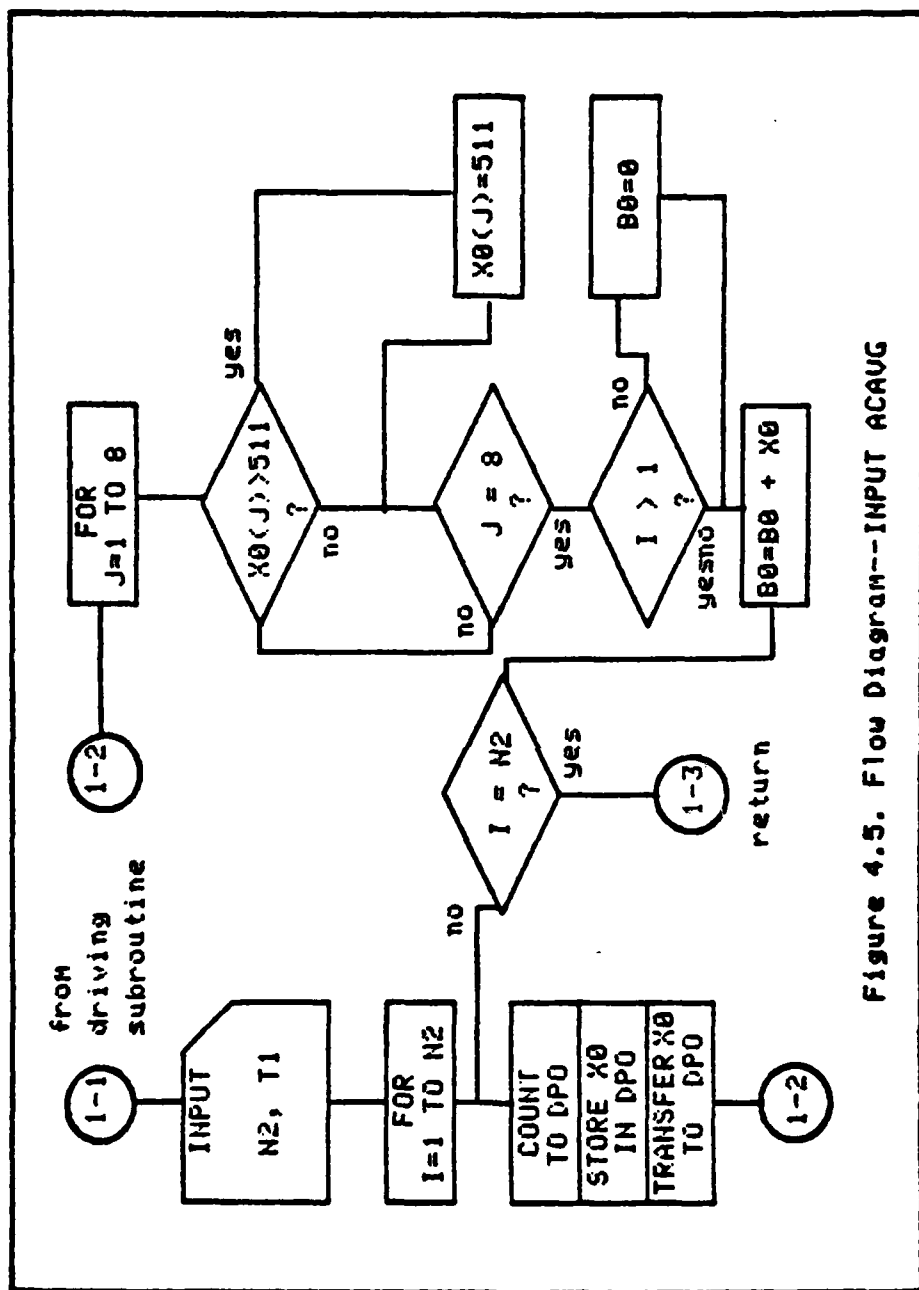 1-1
from
driving
subroutine
INPUT
N2, T1
FOR
I=1 TO N2
COUNT
TO DPO
STORE X0
IN DPO
TRANSFER X0
TO DPO
1-2
no
I = N2
?
yes
1-3
return
1-2
FOR
J=1 TO 8
X0(J)>511
?
yes
no
X0(J)=511
J = 8
?
no
yes
I > 1
?
no
yesno
B0=0
B0=B0 + X0
Figure 4.5. Flow Diagram--INPUT ACAVG